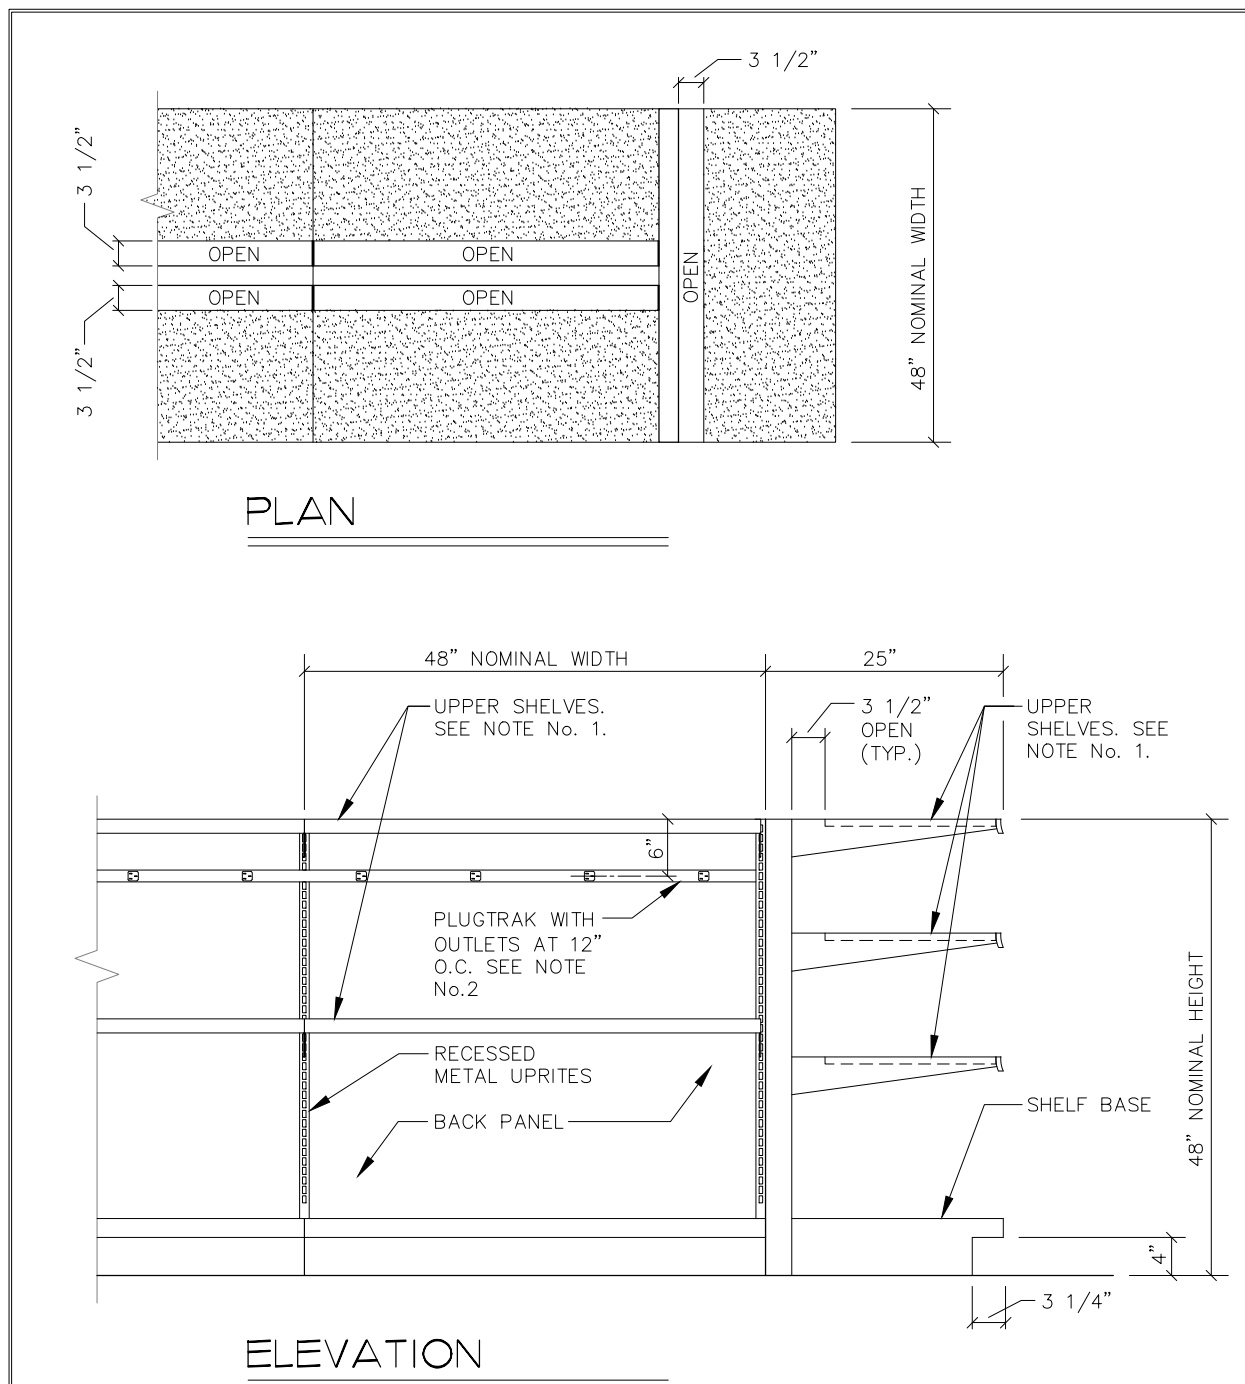 3 1/2”
3 1/2”
OPEN
OPEN
OPEN
OPEN
OPEN
3 1/2”
48” NOMINAL WIDTH
PLAN
48” NOMINAL WIDTH
25”
UPPER SHELVES.
SEE NOTE No. 1.
3 1/2”
OPEN
(TYP.)
UPPER
SHELVES. SEE
NOTE No. 1.
6”
PLUGTRAK WITH
OUTLETS AT 12”
O.C. SEE NOTE
No.2
RECESSED
METAL UPRITES
BACK PANEL
SHELF BASE
48” NOMINAL HEIGHT
4”
3 1/4”
ELEVATION